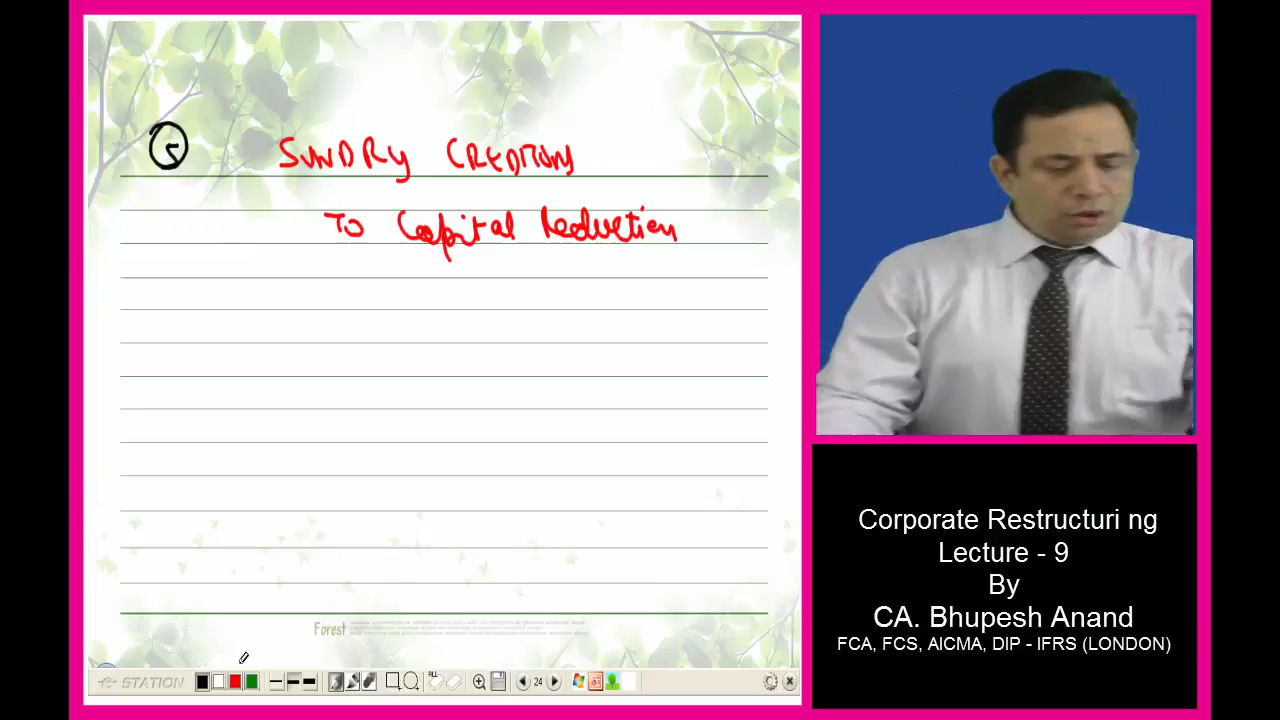 5
SUNDRY CREDITORS
To Capital Reduction
Forest
e-STATION
24
Corporate Restructuri ng
Lecture - 9
By
CA. Bhupesh Anand
FCA, FCS, AICMA, DIP - IFRS (LONDON)